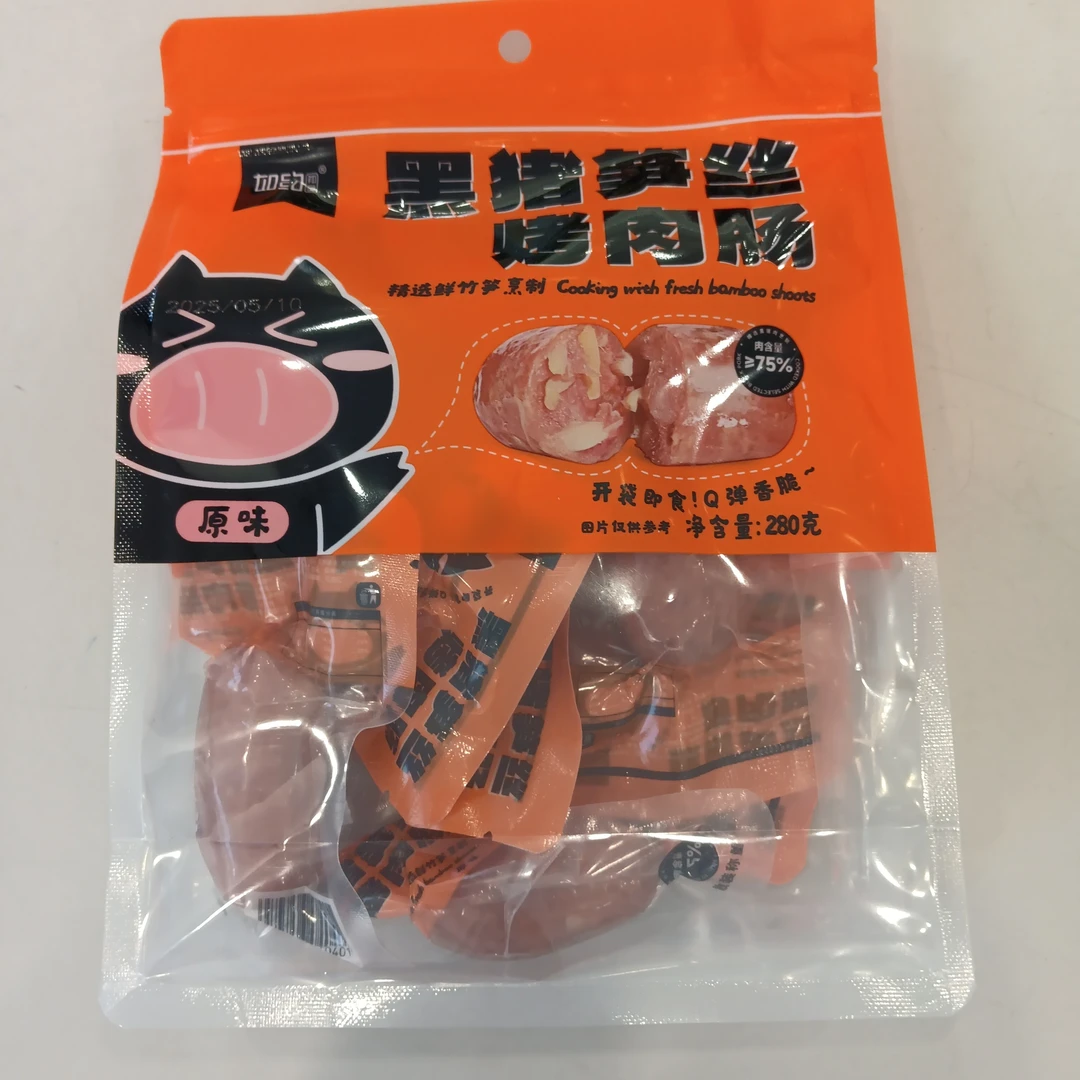 如約®
黑猪笋丝
烤肉肠
精选鲜竹笋烹制 Cooking with fresh bamboo shoots
2025/05/10
肉含量
≥75%
开袋即食!Q弹香脆~
原味
图片仅供参考 净含量:280克